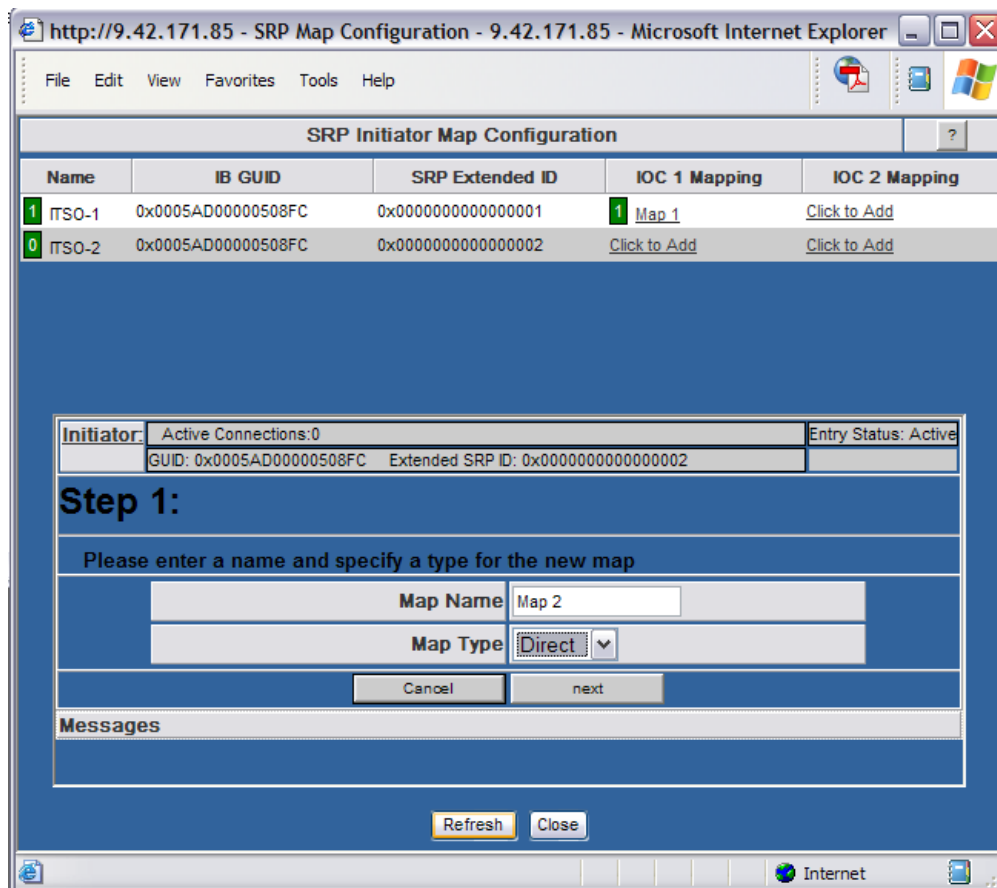 http://9.42.171.85 - SRP Map Configuration - 9.42.171.85 - Microsoft Internet Explorer
File Edit View Favorites Tools Help
SRP Initiator Map Configuration ?
Name IB GUID SRP Extended ID IOC 1 Mapping IOC 2 Mapping
1 ITSO-1 0x0005AD00000508FC 0x0000000000000001 1 Map 1 Click to Add
0 ITSO-2 0x0005AD00000508FC 0x0000000000000002 Click to Add Click to Add
Initiator: Active Connections:0 Entry Status: Active
GUID: 0x0005AD00000508FC Extended SRP ID: 0x0000000000000002
Step 1:
Please enter a name and specify a type for the new map
Map Name Map 2
Map Type Direct
Cancel next
Messages
Refresh Close
Internet